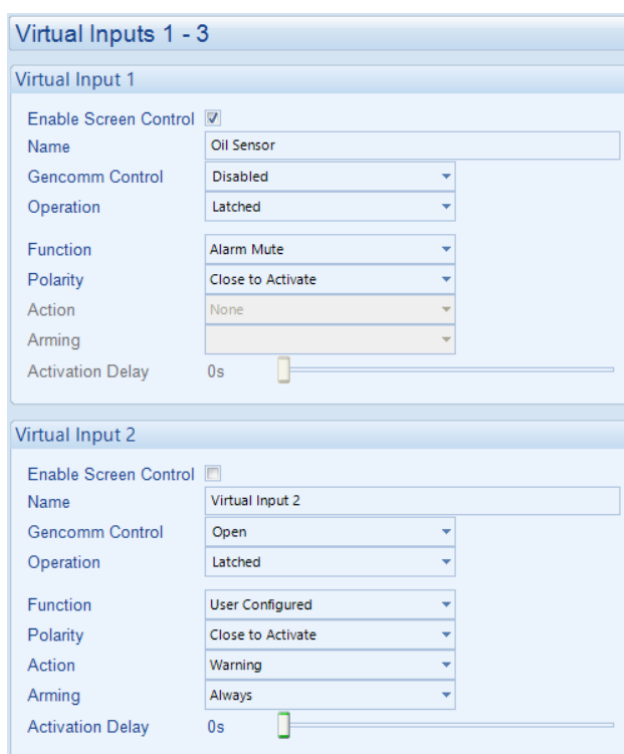 Virtual Inputs 1 - 3
Virtual Input 1
Enable Screen Control
Name Oil Sensor
Gencomm Control Disabled
Operation Latched
Function Alarm Mute
Polarity Close to Activate
Action None
Arming
Activation Delay 0s
Virtual Input 2
Enable Screen Control
Name Virtual Input 2
Gencomm Control Open
Operation Latched
Function User Configured
Polarity Close to Activate
Action Warning
Arming Always
Activation Delay 0s